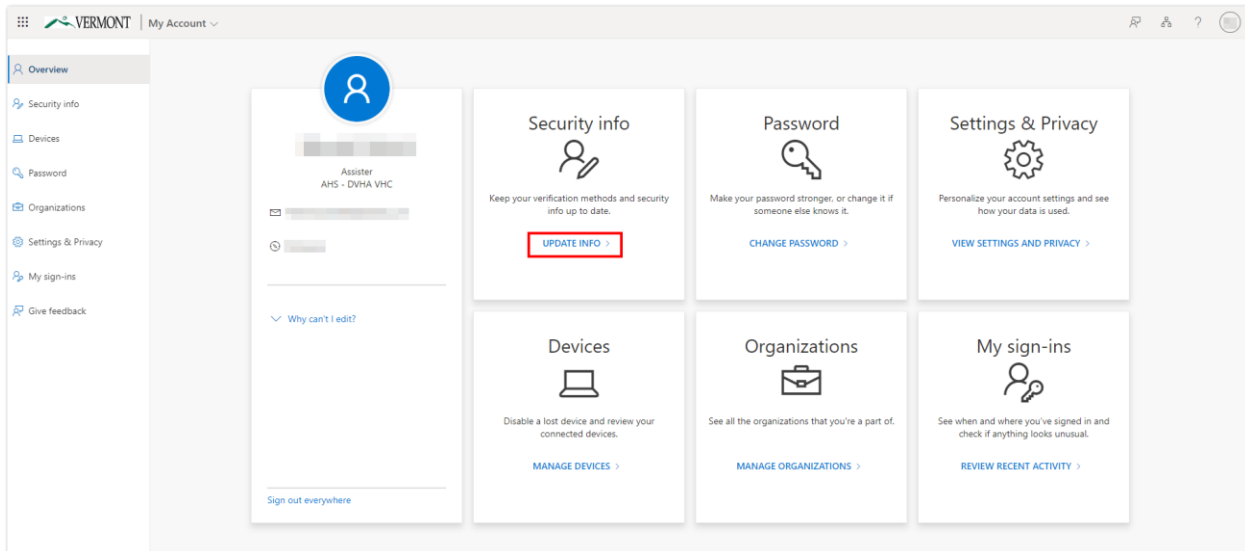 VERMONT
My Account
?
Overview
Security info
Devices
Password
Organizations
Settings & Privacy
My sign-ins
Give feedback
Assister
AHS - DVHA VHC
Why can't I edit?
Sign out everywhere
Security info
Keep your verification methods and security
info up to date.
UPDATE INFO >
Password
Make your password stronger, or change it if
someone else knows it.
CHANGE PASSWORD >
Settings & Privacy
Personalize your account settings and see
how your data is used.
VIEW SETTINGS AND PRIVACY >
Devices
Disable a lost device and review your
connected devices.
MANAGE DEVICES >
Organizations
See all the organizations that you're a part of.
MANAGE ORGANIZATIONS >
My sign-ins
See when and where you've signed in and
check if anything looks unusual.
REVIEW RECENT ACTIVITY >